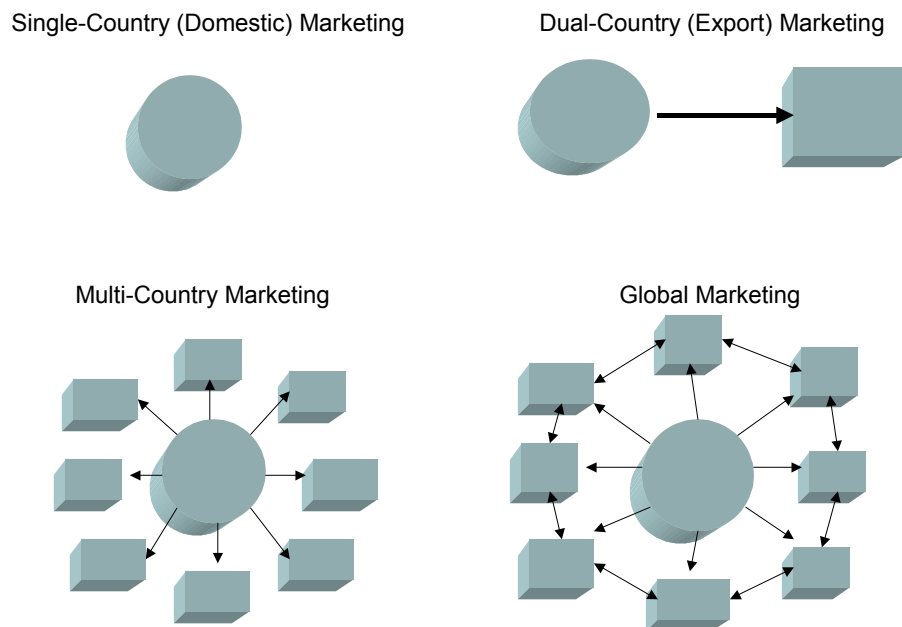 Single-Country (Domestic) Marketing
Dual-Country (Export) Marketing
Multi-Country Marketing
Global Marketing